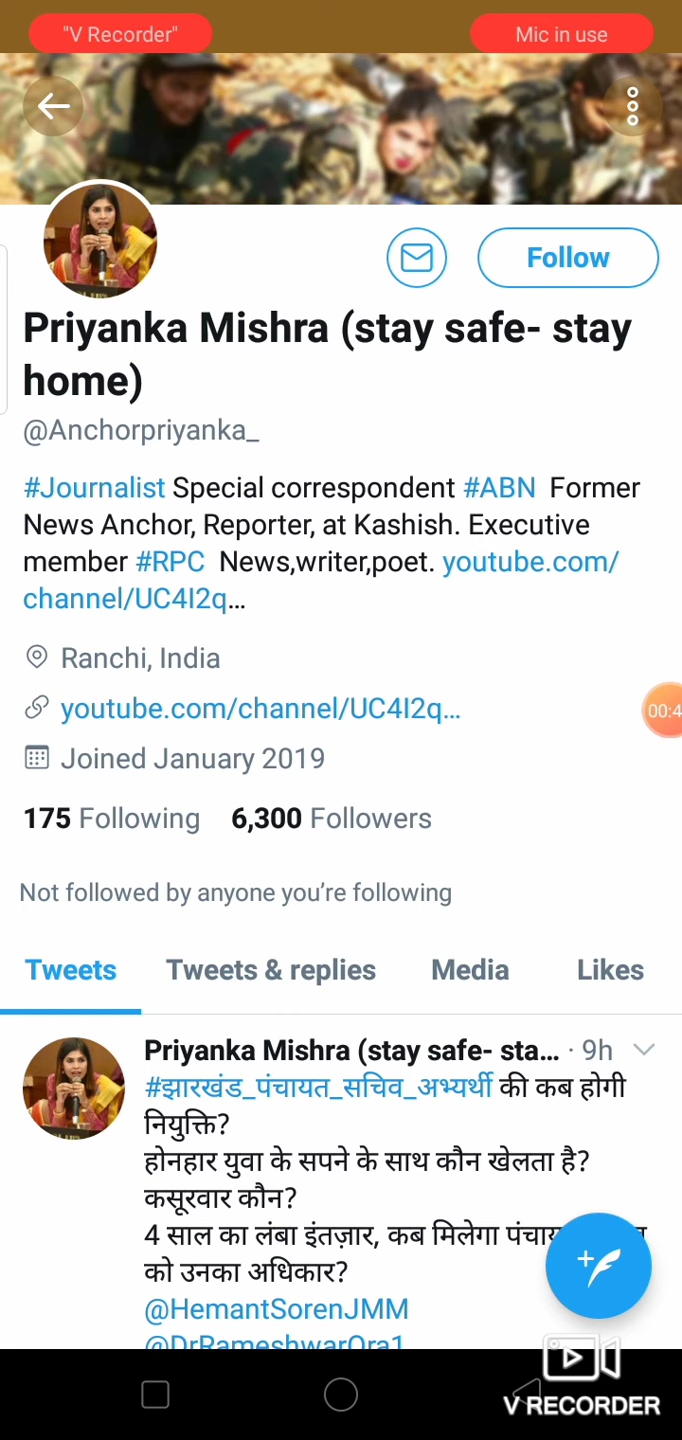 "V Recorder"
Mic in use
Follow
Priyanka Mishra (stay safe- stay
home)
@Anchorpriyanka_
#Journalist Special correspondent #ABN Former
News Anchor, Reporter, at Kashish. Executive
member #RPC News,writer,poet. youtube.com/
channel/UC4I2q...
Ranchi, India
youtube.com/channel/UC4I2q...
00:4
Joined January 2019
175 Following 6,300 Followers
Not followed by anyone you're following
Tweets Tweets & replies Media Likes
Priyanka Mishra (stay safe- sta... · 9h
#झारखंड_पंचायत_सचिव_अभ्यर्थी की कब होगी
नियुक्ति?
होनहार युवा के सपने के साथ कौन खेलता है?
कसूरवार कौन?
4 साल का लंबा इंतज़ार, कब मिलेगा
को उनका अधिकार?
@HemantSorenJMM
@DrRameshwarOra1
V RECORDER